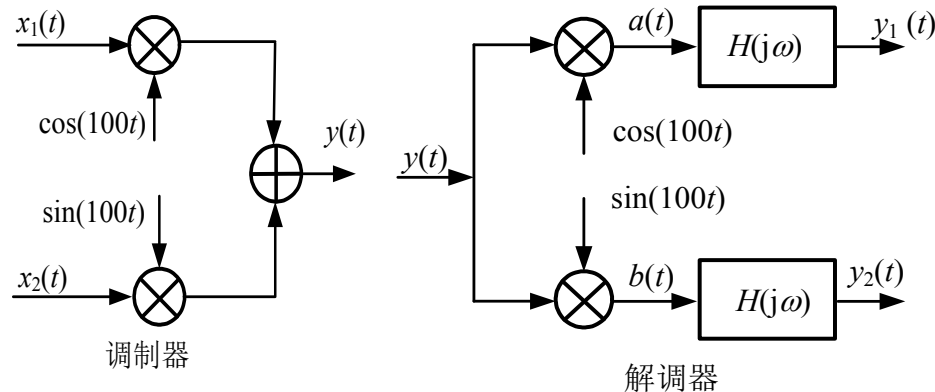 x₁(t)
cos(100t)
y(t)
sin(100t)
x₂(t)
调制器
y(t)
a(t)
H(jω)
y₁ (t)
cos(100t)
sin(100t)
b(t)
H(jω)
y₂(t)
解调器